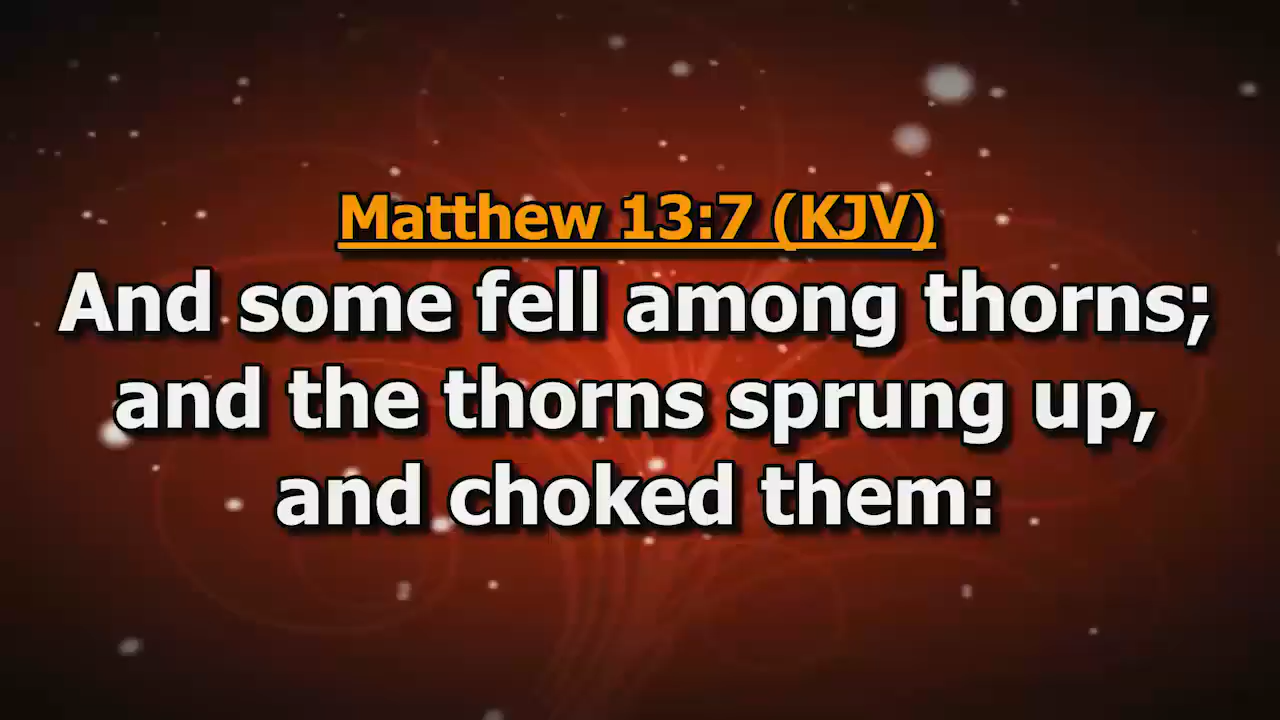 Matthew 13:7 (KJV)
And some fell among thorns;
and the thorns sprung up,
and choked them: